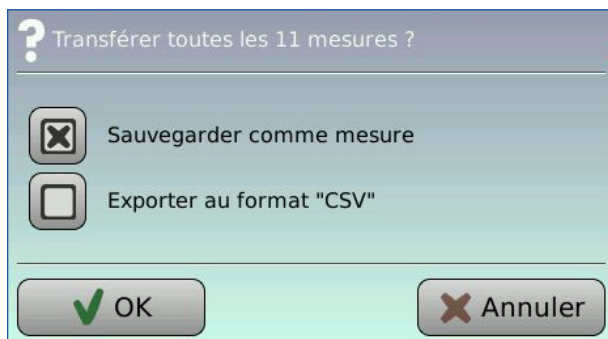 Transférer toutes les 11 mesures ?
Sauvegarder comme mesure
Exporter au format "CSV"
OK
Annuler